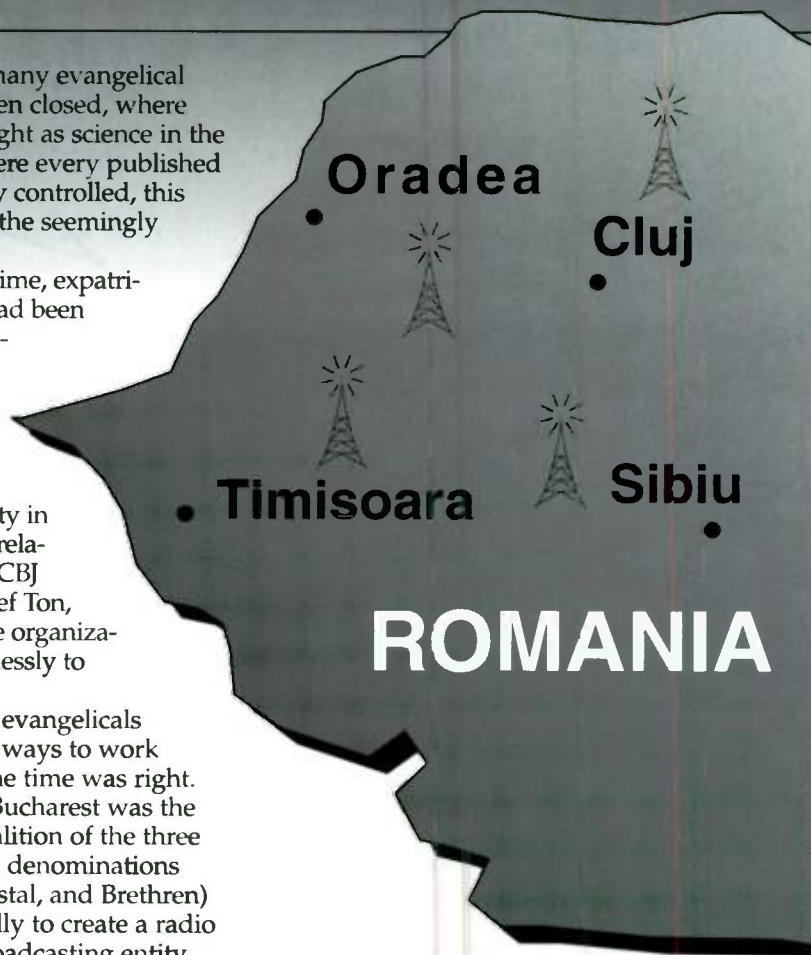 many evangelical
en closed, where
ght as science in the
ere every published
y controlled, this
the seemingly
ime, expatri-
ad been
-
ty in
rela-
CBJ
ef Ton,
e organiza-
lessly to
evangelicals
ways to work
he time was right.
Bucharest was the
alition of the three
denominations
stal, and Brethren)
lly to create a radio
oadcasting entity
Oradea
Cluj
Timisoara
Sibiu
ROMANIA